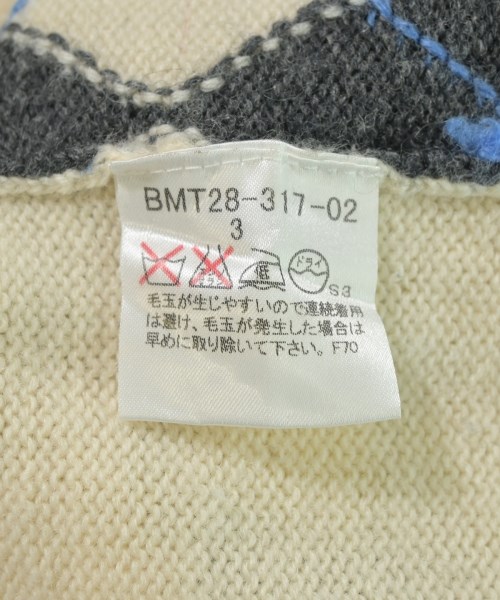 BMT28-317-02
3
低 ドライ
S3
毛玉が生じやすいので連続着用
は避け、毛玉が発生した場合は
早めに取り除いて下さい。F70